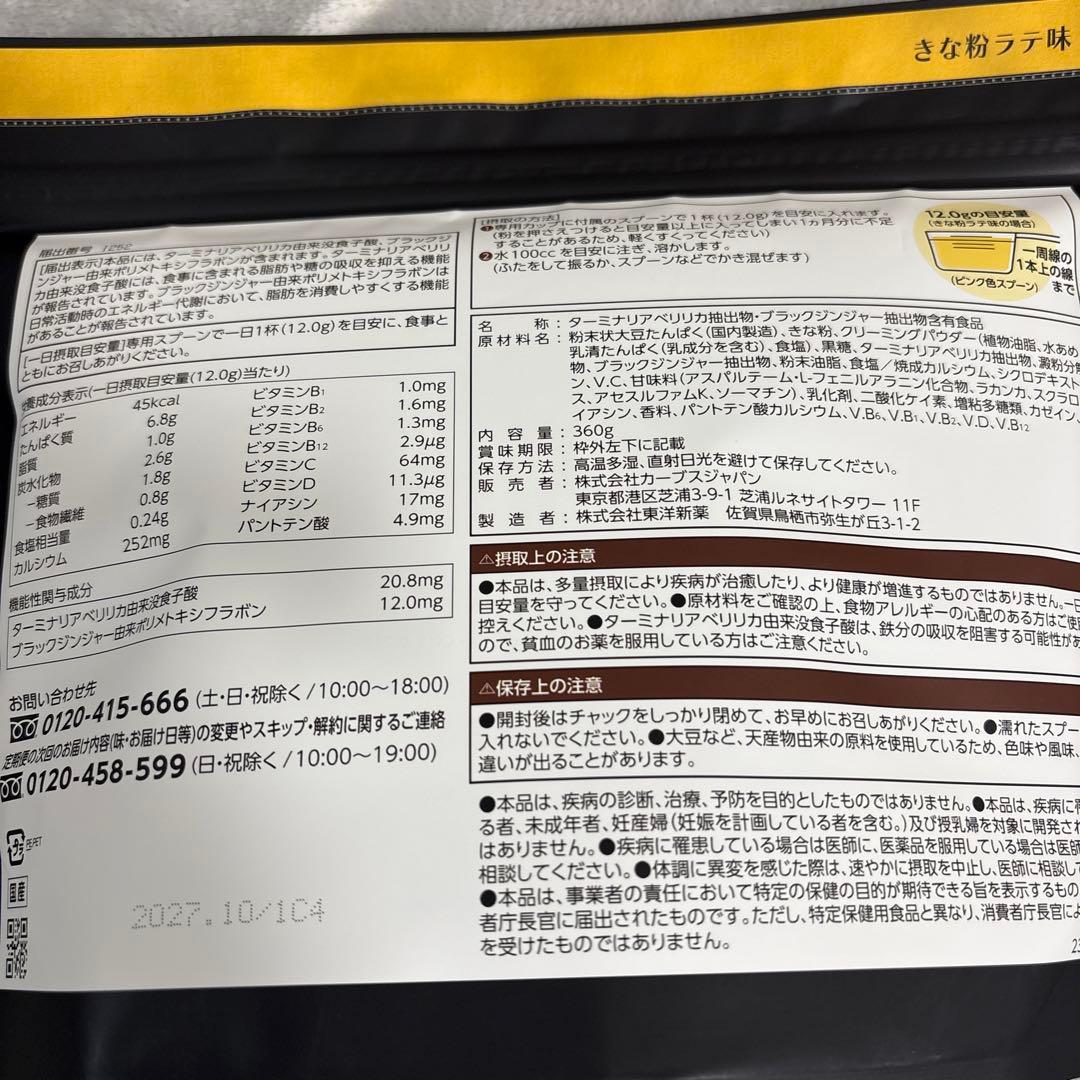 きな粉ラテ味
届出番号 I252
[届出表示]本品には、ターミナリアベリリカ由来没食子酸、ブラックジ
ンジャー由来ポリメトキシフラボンが含まれます。ターミナリアベリリ
カ由来没食子酸には、食事に含まれる脂肪や糖の吸収を抑える機能
が報告されています。ブラックジンジャー由来ポリメトキシフラボンは
日常活動時のエネルギー代謝において、脂肪を消費しやすくする機能
があることが報告されています。
[一日摂取目安量]専用スプーンで一日1杯(12.0g)を目安に、食事と
ともにお召しあがりください。
養成分表示(一日摂取目安量(12.0g)当たり)
エネルギー 45kcal
たんぱく質 6.8g
脂質 1.0g
炭水化物 2.6g
−糖質 1.8g
−食物繊維 0.8g
食塩相当量 0.24g
カルシウム 252mg
ビタミンB1 1.0mg
ビタミンB2 1.6mg
ビタミンB6 1.3mg
ビタミンB12 2.9μg
ビタミンC 64mg
ビタミンD 11.3μg
ナイアシン 17mg
パントテン酸 4.9mg
機能性関与成分
ターミナリアベリリカ由来没食子酸 20.8mg
ブラックジンジャー由来ポリメトキシフラボン 12.0mg
お問い合わせ先
0120-415-666 (土・日・祝除く/10:00〜18:00)
定期便の次回のお届け内容(味・お届け日等)の変更やスキップ・解約に関するご連絡
0120-458-599 (日・祝除く/10:00〜19:00)
プラ PE,PET
国産
2027.10/1C4
[摂取の方法]
❶専用カップに付属のスプーンで1杯(12.0g)を目安に入れます。
(粉を押さえつけると目安量以上に入ってしまい1ヵ月分に不足
することがあるため、軽くすくってください)
❷水100ccを目安に注ぎ、溶かします。
(ふたをして振るか、スプーンなどでかき混ぜます)
12.0gの目安量
(きな粉ラテ味の場合)
一周線の
1本上の線
まで
(ピンク色スプーン)
名称:ターミナリアベリリカ抽出物・ブラックジンジャー抽出物含有食品
原材料名:粉末状大豆たんぱく(国内製造)、きな粉、クリーミングパウダー(植物油脂、水あめ
乳清たんぱく(乳成分を含む)、食塩)、黒糖、ターミナリアベリリカ抽出物、澱粉分解
物、ブラックジンジャー抽出物、粉末油脂、食塩/焼成カルシウム、シクロデキスト
ン、V.C、甘味料(アスパルテーム・L-フェニルアラニン化合物、ラカンカ、スクラロ
ス、アセスルファムK、ソーマチン)、乳化剤、二酸化ケイ素、増粘多糖類、カゼイン、
イアシン、香料、パントテン酸カルシウム、V.B6、V.B1、V.B2、V.D、V.B12
内容量:360g
賞味期限:枠外左下に記載
保存方法:高温多湿、直射日光を避けて保存してください。
販売者:株式会社カーブスジャパン
東京都港区芝浦3-9-1 芝浦ルネサイトタワー 11F
製造者:株式会社東洋新薬 佐賀県鳥栖市弥生が丘3-1-2
⚠摂取上の注意
●本品は、多量摂取により疾病が治癒したり、より健康が増進するものではありません。一日
目安量を守ってください。●原材料をご確認の上、食物アレルギーの心配のある方はご使用
控えください。●ターミナリアベリリカ由来没食子酸は、鉄分の吸収を阻害する可能性があ
ので、貧血のお薬を服用している方はご注意ください。
⚠保存上の注意
●開封後はチャックをしっかり閉めて、お早めにお召しあがりください。●濡れたスプー
入れないでください。●大豆など、天産物由来の原料を使用しているため、色味や風味、
違いが出ることがあります。
●本品は、疾病の診断、治療、予防を目的としたものではありません。●本品は、疾病に罹
る者、未成年者、妊産婦(妊娠を計画している者を含む。)及び授乳婦を対象に開発され
はありません。●疾病に罹患している場合は医師に、医薬品を服用している場合は医師
相談してください。●体調に異変を感じた際は、速やかに摂取を中止し、医師に相談して
●本品は、事業者の責任において特定の保健の目的が期待できる旨を表示するもの
者庁長官に届出されたものです。ただし、特定保健用食品と異なり、消費者庁長官によ
を受けたものではありません。
23